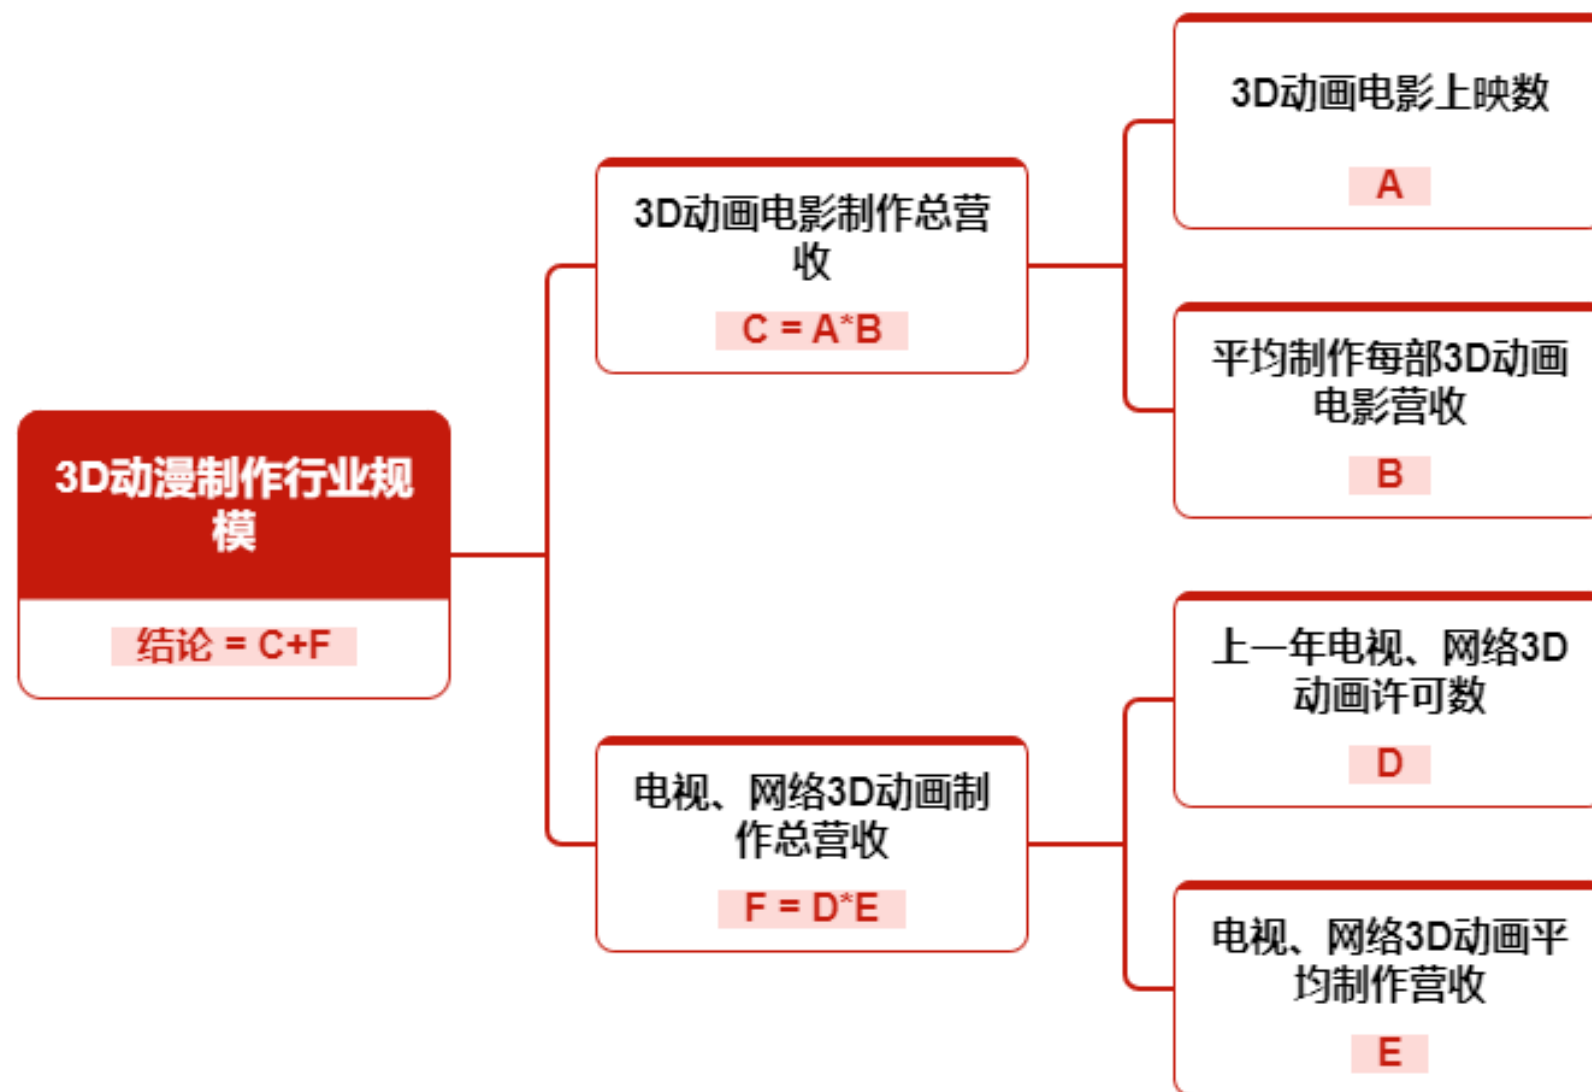 3D动漫制作行业规
模
结论 = C+F
3D动画电影制作总营
收
C = A*B
3D动画电影上映数
A
平均制作每部3D动画
电影营收
B
电视、网络3D动画制
作总营收
F = D*E
上一年电视、网络3D
动画许可数
D
电视、网络3D动画平
均制作营收
E